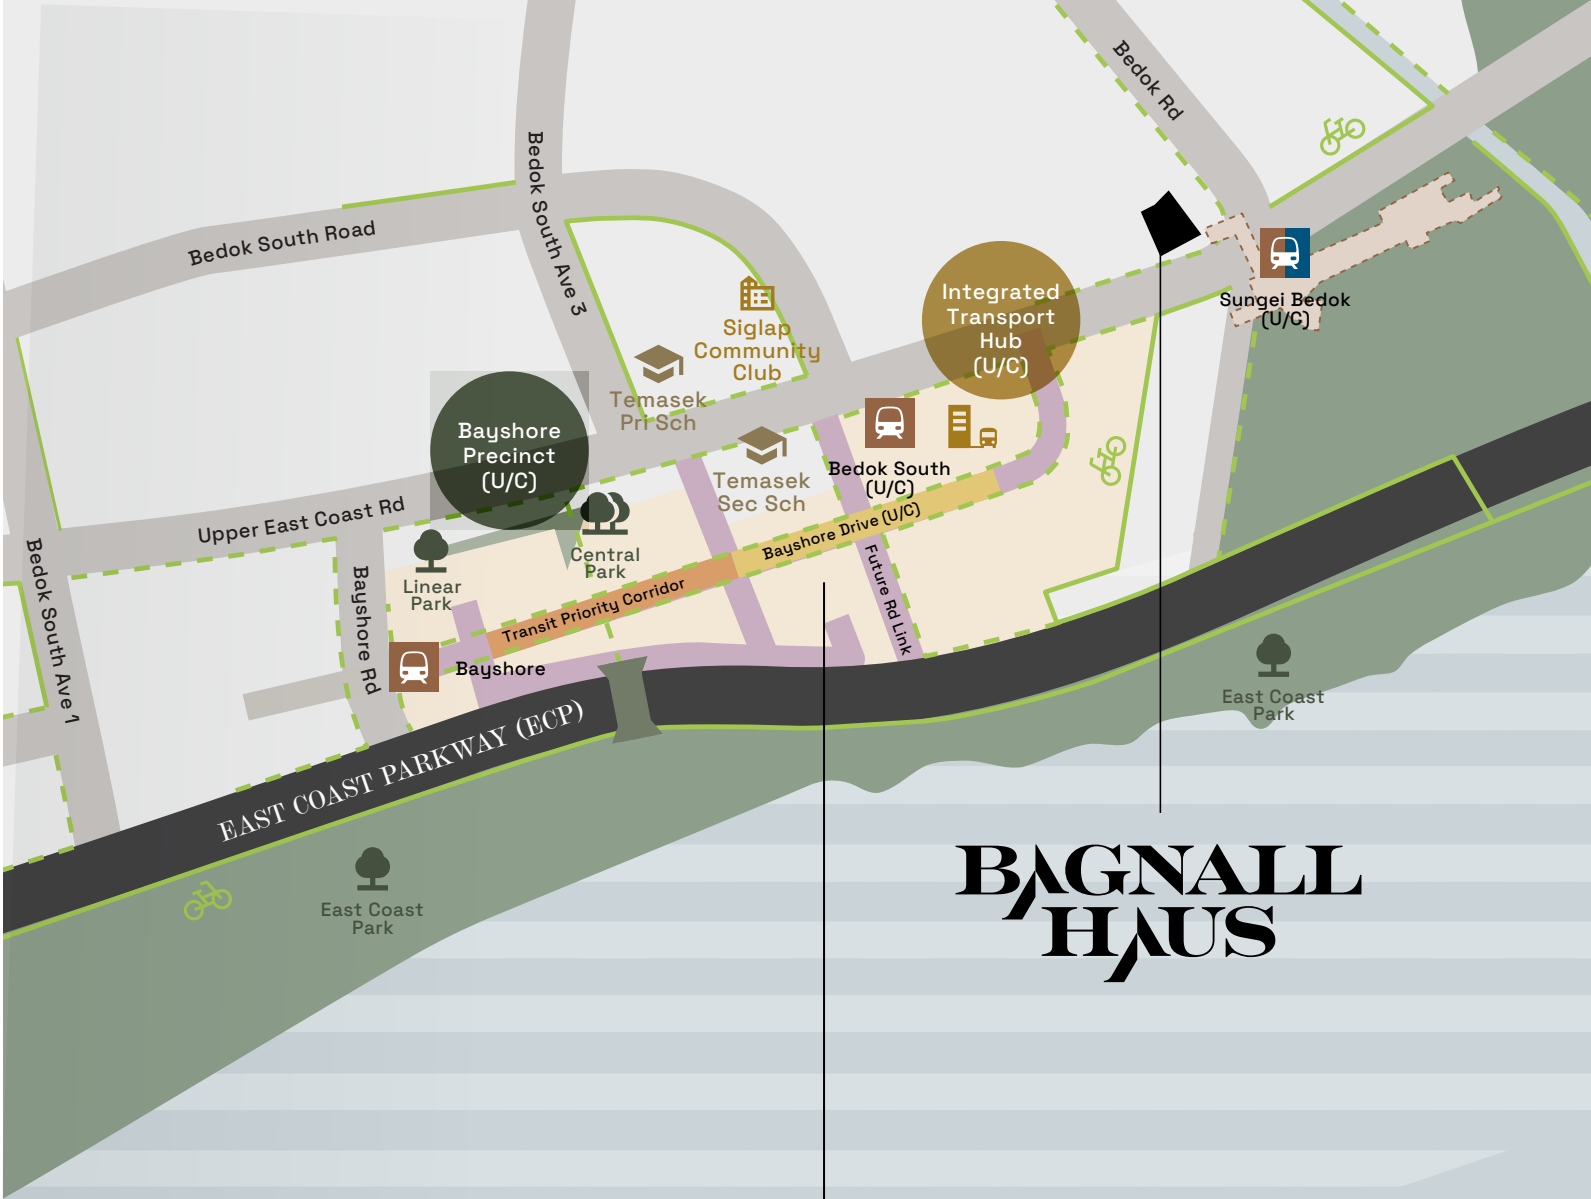 Bedok Rd
Bedok South Ave 3
Bedok South Road
Sungei Bedok
(U/C)
Integrated
Transport
Hub
(U/C)
Siglap
Community
Club
Temasek
Pri Sch
Bayshore
Precinct
(U/C)
Temasek
Sec Sch
Bedok South
(U/C)
Upper East Coast Rd
Bayshore Drive (U/C)
Central
Park
Linear
Park
Transit Priority Corridor
Future Rd Link
Bedok South Ave 1
Bayshore Rd
Bayshore
East Coast
Park
EAST COAST PARKWAY (ECP)
East Coast
Park
BAGNALL
HAUS